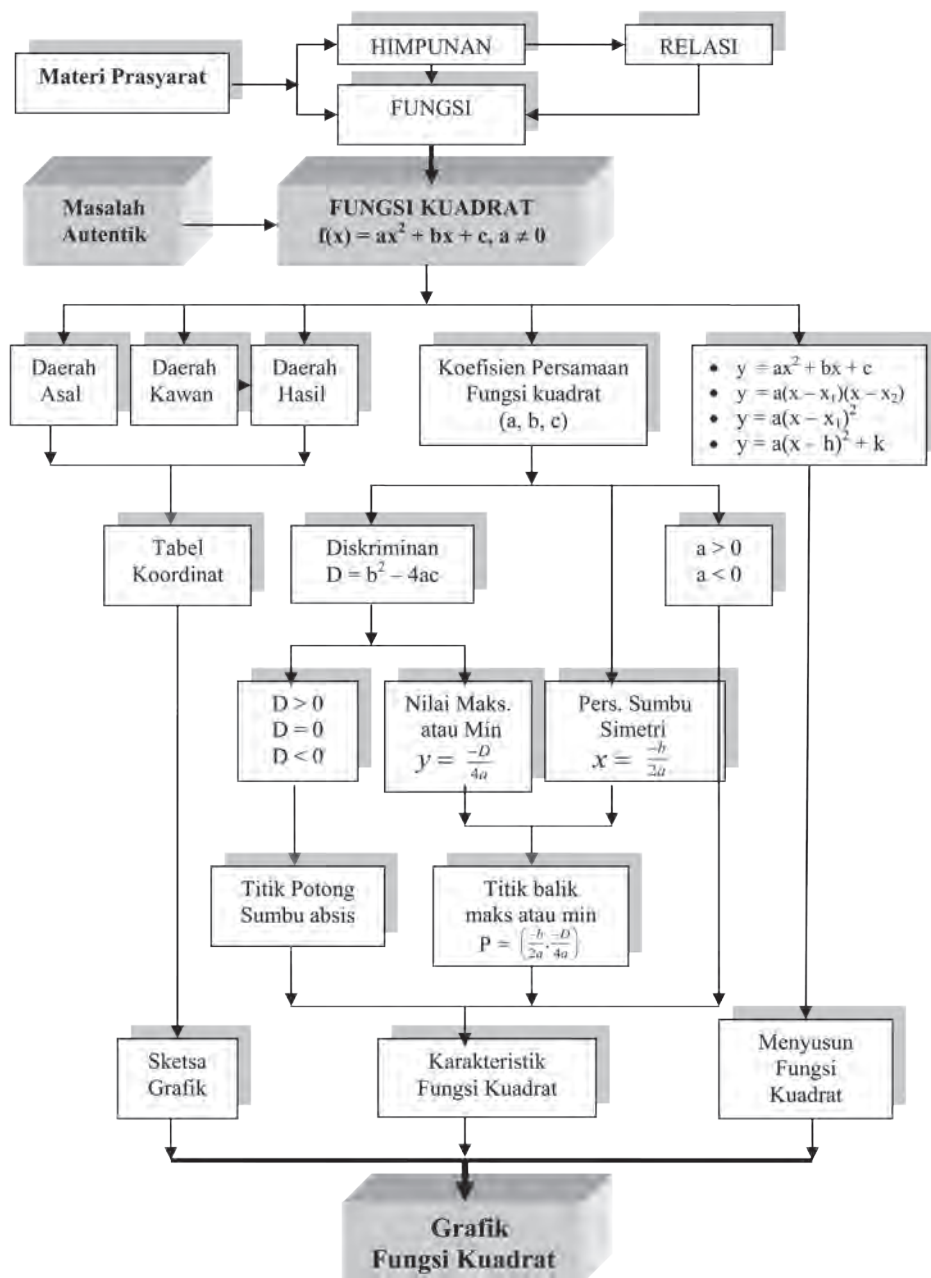 HIMPUNAN
RELASI
Materi Prasyarat
FUNGSI
Masalah
Autentik
FUNGSI KUADRAT
f(x) = ax² + bx + c, a ≠ 0
Daerah
Asal
Daerah
Kawan
Daerah
Hasil
Koefisien Persamaan
Fungsi kuadrat
(a, b, c)
• y = ax² + bx + c
• y = a(x – x₁)(x – x₂)
• y = a(x – x₁)²
• y = a(x – h)² + k
Tabel
Koordinat
Diskriminan
D = b² – 4ac
a > 0
a < 0
D > 0
D = 0
D < 0
Nilai Maks.
atau Min
y = -D/4a
Pers. Sumbu
Simetri
x = -b/2a
Titik Potong
Sumbu absis
Titik balik
maks atau min
P = (-b/2a, -D/4a)
Sketsa
Grafik
Karakteristik
Fungsi Kuadrat
Menyusun
Fungsi
Kuadrat
Grafik
Fungsi Kuadrat